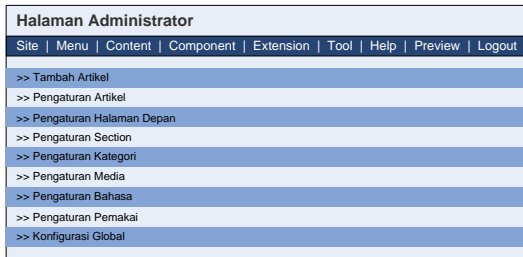 Halaman Administrator
Site | Menu | Content | Component | Extension | Tool | Help | Preview | Logout
>> Tambah Artikel
>> Pengaturan Artikel
>> Pengaturan Halaman Depan
>> Pengaturan Section
>> Pengaturan Kategori
>> Pengaturan Media
>> Pengaturan Bahasa
>> Pengaturan Pemakai
>> Konfigurasi Global